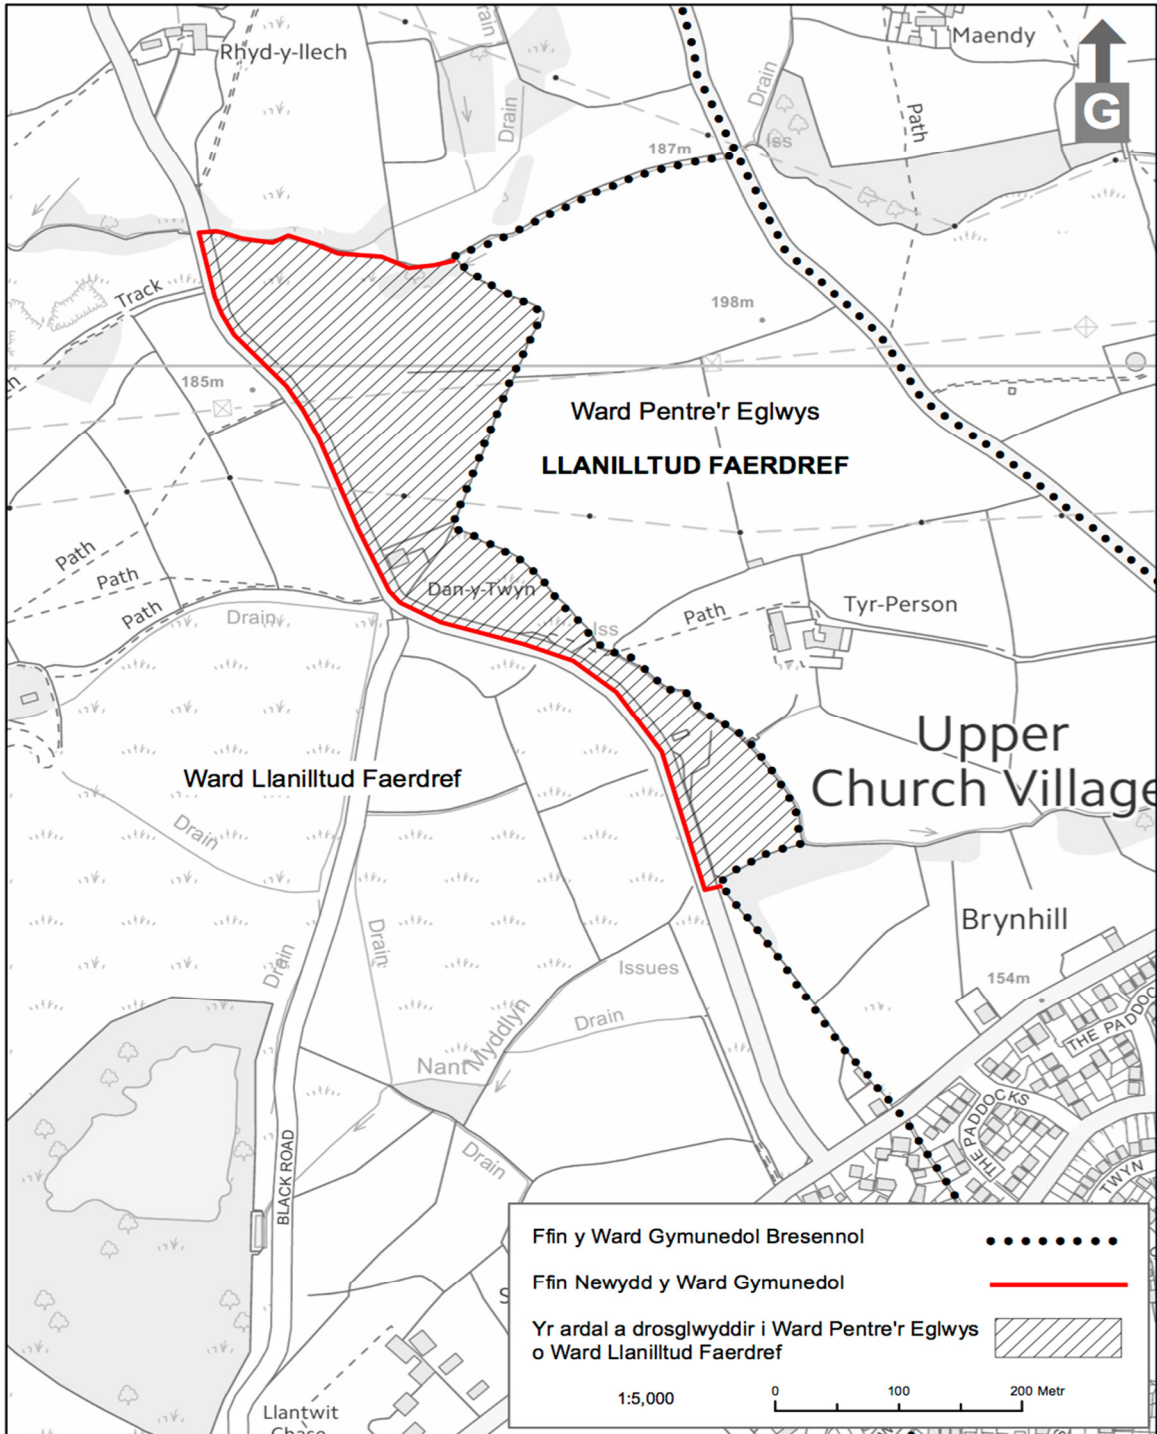 Rhyd-y-llech
Drain
Drain
Maendy
G
Drain
Path
187m
Iss
Track
198m
185m
Ward Pentre'r Eglwys
LLANILLTUD FAERDREF
Path
Path
Path
Drain
Dan-y-Twyn
Iss
Path
Tyr-Person
Upper
Church Village
Ward Llanilltud Faerdref
Drain
Drain
Drain
Brynhill
Issues
154m
Drain
Nant Myddlyn
THE PADDOC
THE PADDOCKS
TWYN
BLACK ROAD
Drain
Llantwit
Chase
Ffin y Ward Gymunedol Bresennol
Ffin Newydd y Ward Gymunedol
Yr ardal a drosglwyddir i Ward Pentre'r Eglwys
o Ward Llanilltud Faerdref
1:5,000
0 100 200 Metr